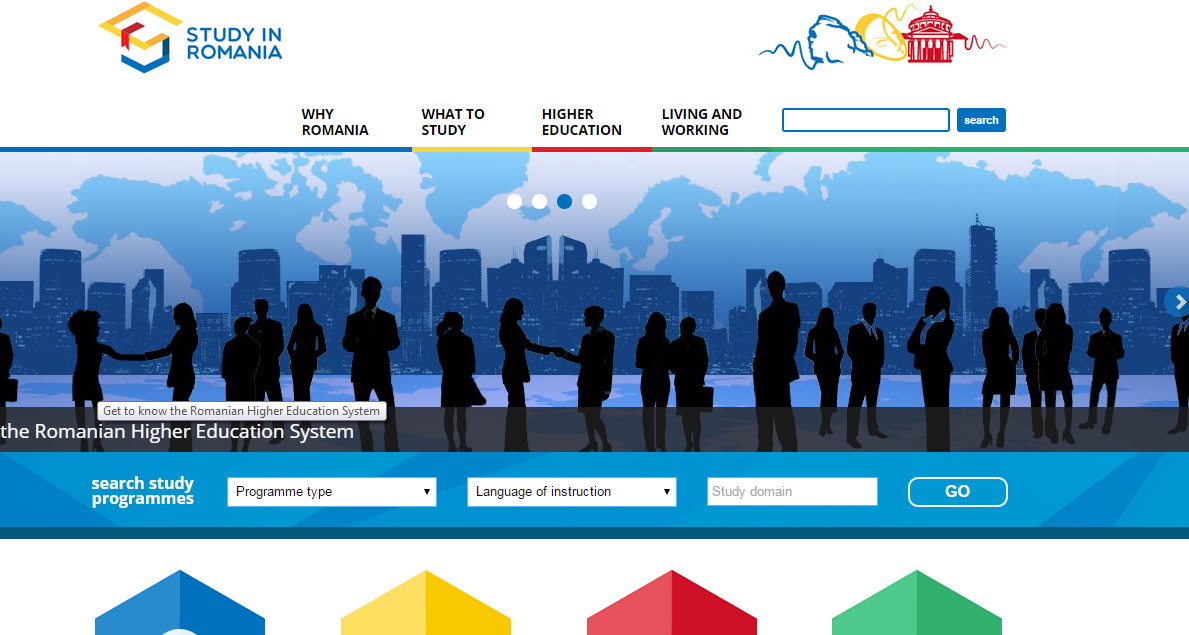 STUDY IN
ROMANIA
WHY
ROMANIA
WHAT TO
STUDY
HIGHER
EDUCATION
LIVING AND
WORKING
search
Get to know the Romanian Higher Education System
the Romanian Higher Education System
search study
programmes
Programme type
Language of instruction
Study domain
GO